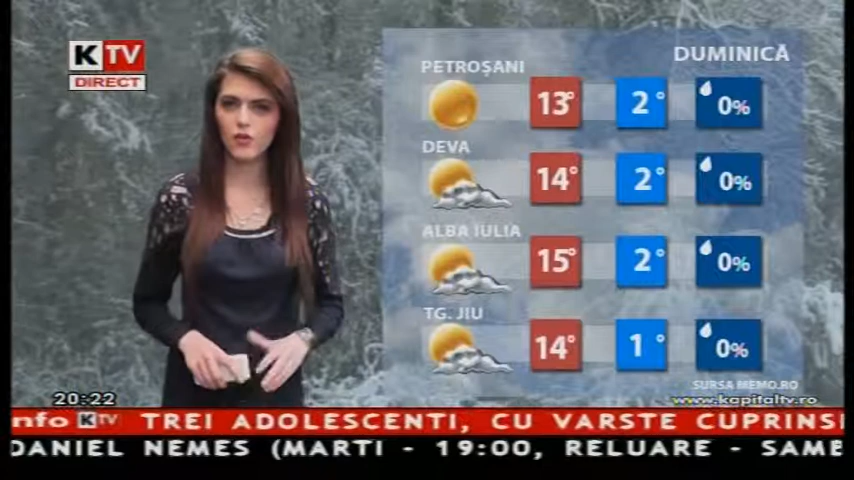 KTV
DIRECT
DUMINICĂ
PETROȘANI
13° 2° 0%
DEVA
14° 2° 0%
ALBA IULIA
15° 2° 0%
TG. JIU
14° 1° 0%
SURSA MEMO.RO
www.kapitaltv.ro
20:22
info KTV TREI ADOLESCENTI, CU VARSTE CUPRINS
DANIEL NEMES (MARTI - 19:00, RELUARE - SAMB